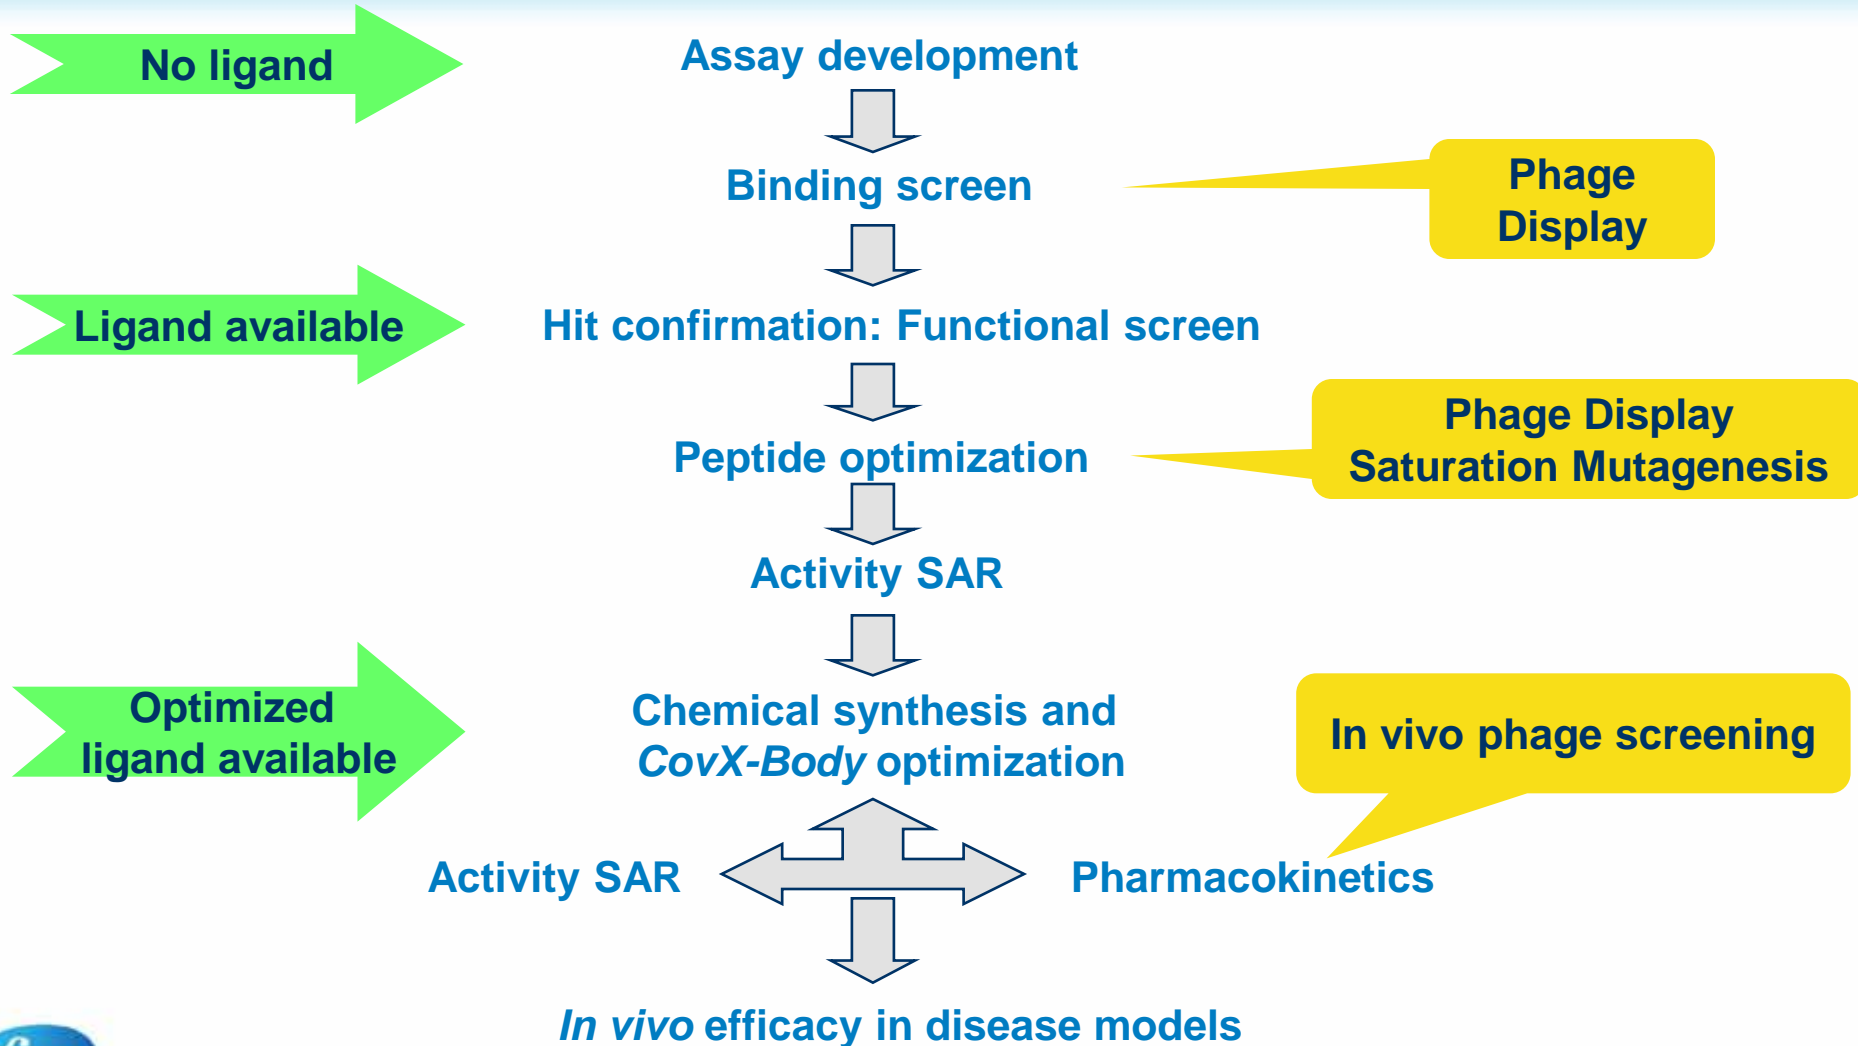 No ligand
Assay development
Binding screen
Phage
Display
Ligand available
Hit confirmation: Functional screen
Peptide optimization
Phage Display
Saturation Mutagenesis
Activity SAR
Optimized
ligand available
Chemical synthesis and
CovX-Body optimization
In vivo phage screening
Activity SAR
Pharmacokinetics
In vivo efficacy in disease models